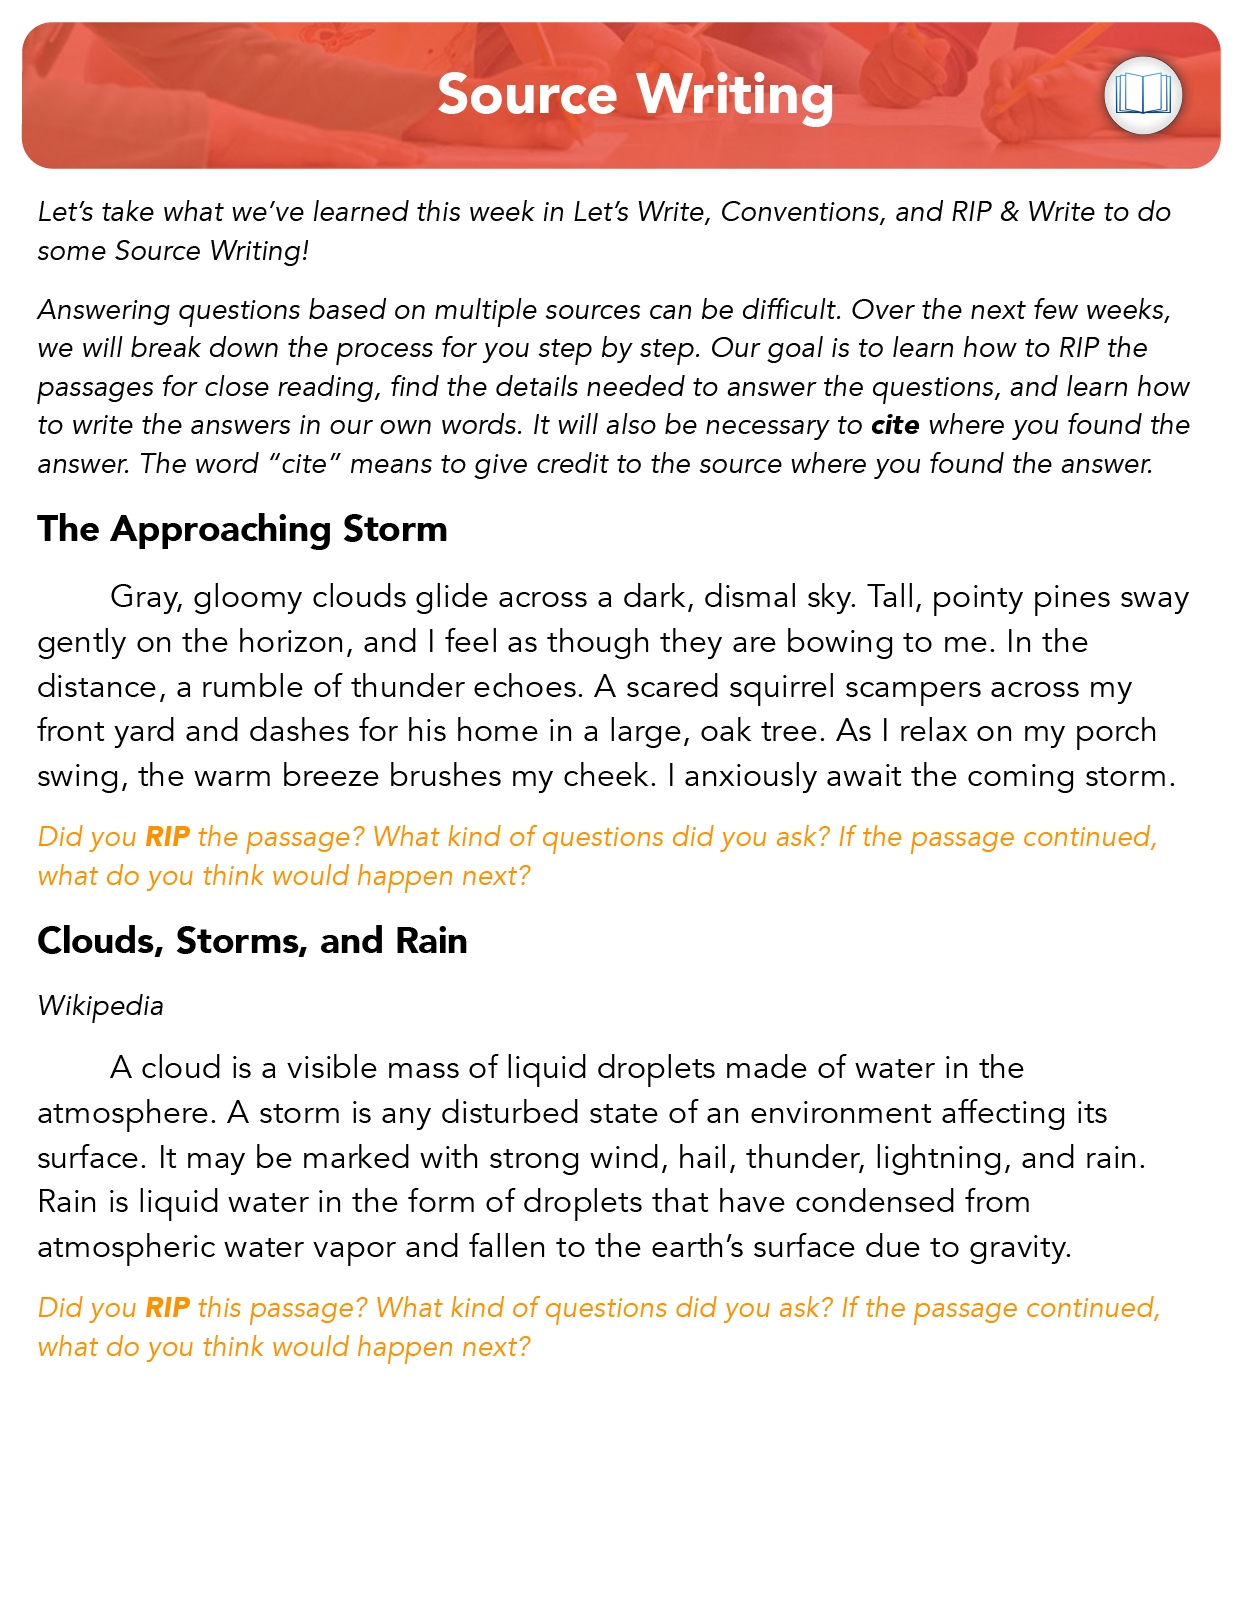 Source Writing
Let’s take what we’ve learned this week in Let’s Write, Conventions, and RIP & Write to do
some Source Writing!
Answering questions based on multiple sources can be difficult. Over the next few weeks,
we will break down the process for you step by step. Our goal is to learn how to RIP the
passages for close reading, find the details needed to answer the questions, and learn how
to write the answers in our own words. It will also be necessary to cite where you found the
answer. The word “cite” means to give credit to the source where you found the answer.
The Approaching Storm
Gray, gloomy clouds glide across a dark, dismal sky. Tall, pointy pines sway
gently on the horizon, and I feel as though they are bowing to me. In the
distance, a rumble of thunder echoes. A scared squirrel scampers across my
front yard and dashes for his home in a large, oak tree. As I relax on my porch
swing, the warm breeze brushes my cheek. I anxiously await the coming storm.
Did you RIP the passage? What kind of questions did you ask? If the passage continued,
what do you think would happen next?
Clouds, Storms, and Rain
Wikipedia
A cloud is a visible mass of liquid droplets made of water in the
atmosphere. A storm is any disturbed state of an environment affecting its
surface. It may be marked with strong wind, hail, thunder, lightning, and rain.
Rain is liquid water in the form of droplets that have condensed from
atmospheric water vapor and fallen to the earth’s surface due to gravity.
Did you RIP this passage? What kind of questions did you ask? If the passage continued,
what do you think would happen next?